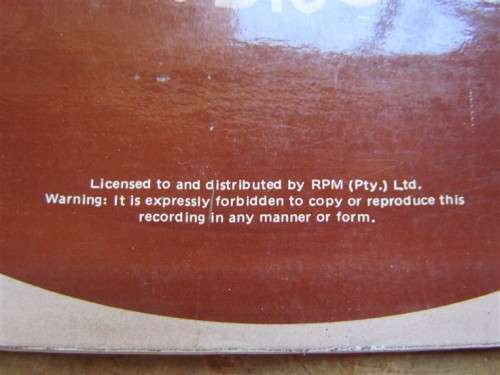 Licensed to and distributed by RPM (Pty.) Ltd.
Warning: It is expressly forbidden to copy or reproduce this
recording in any manner or form.